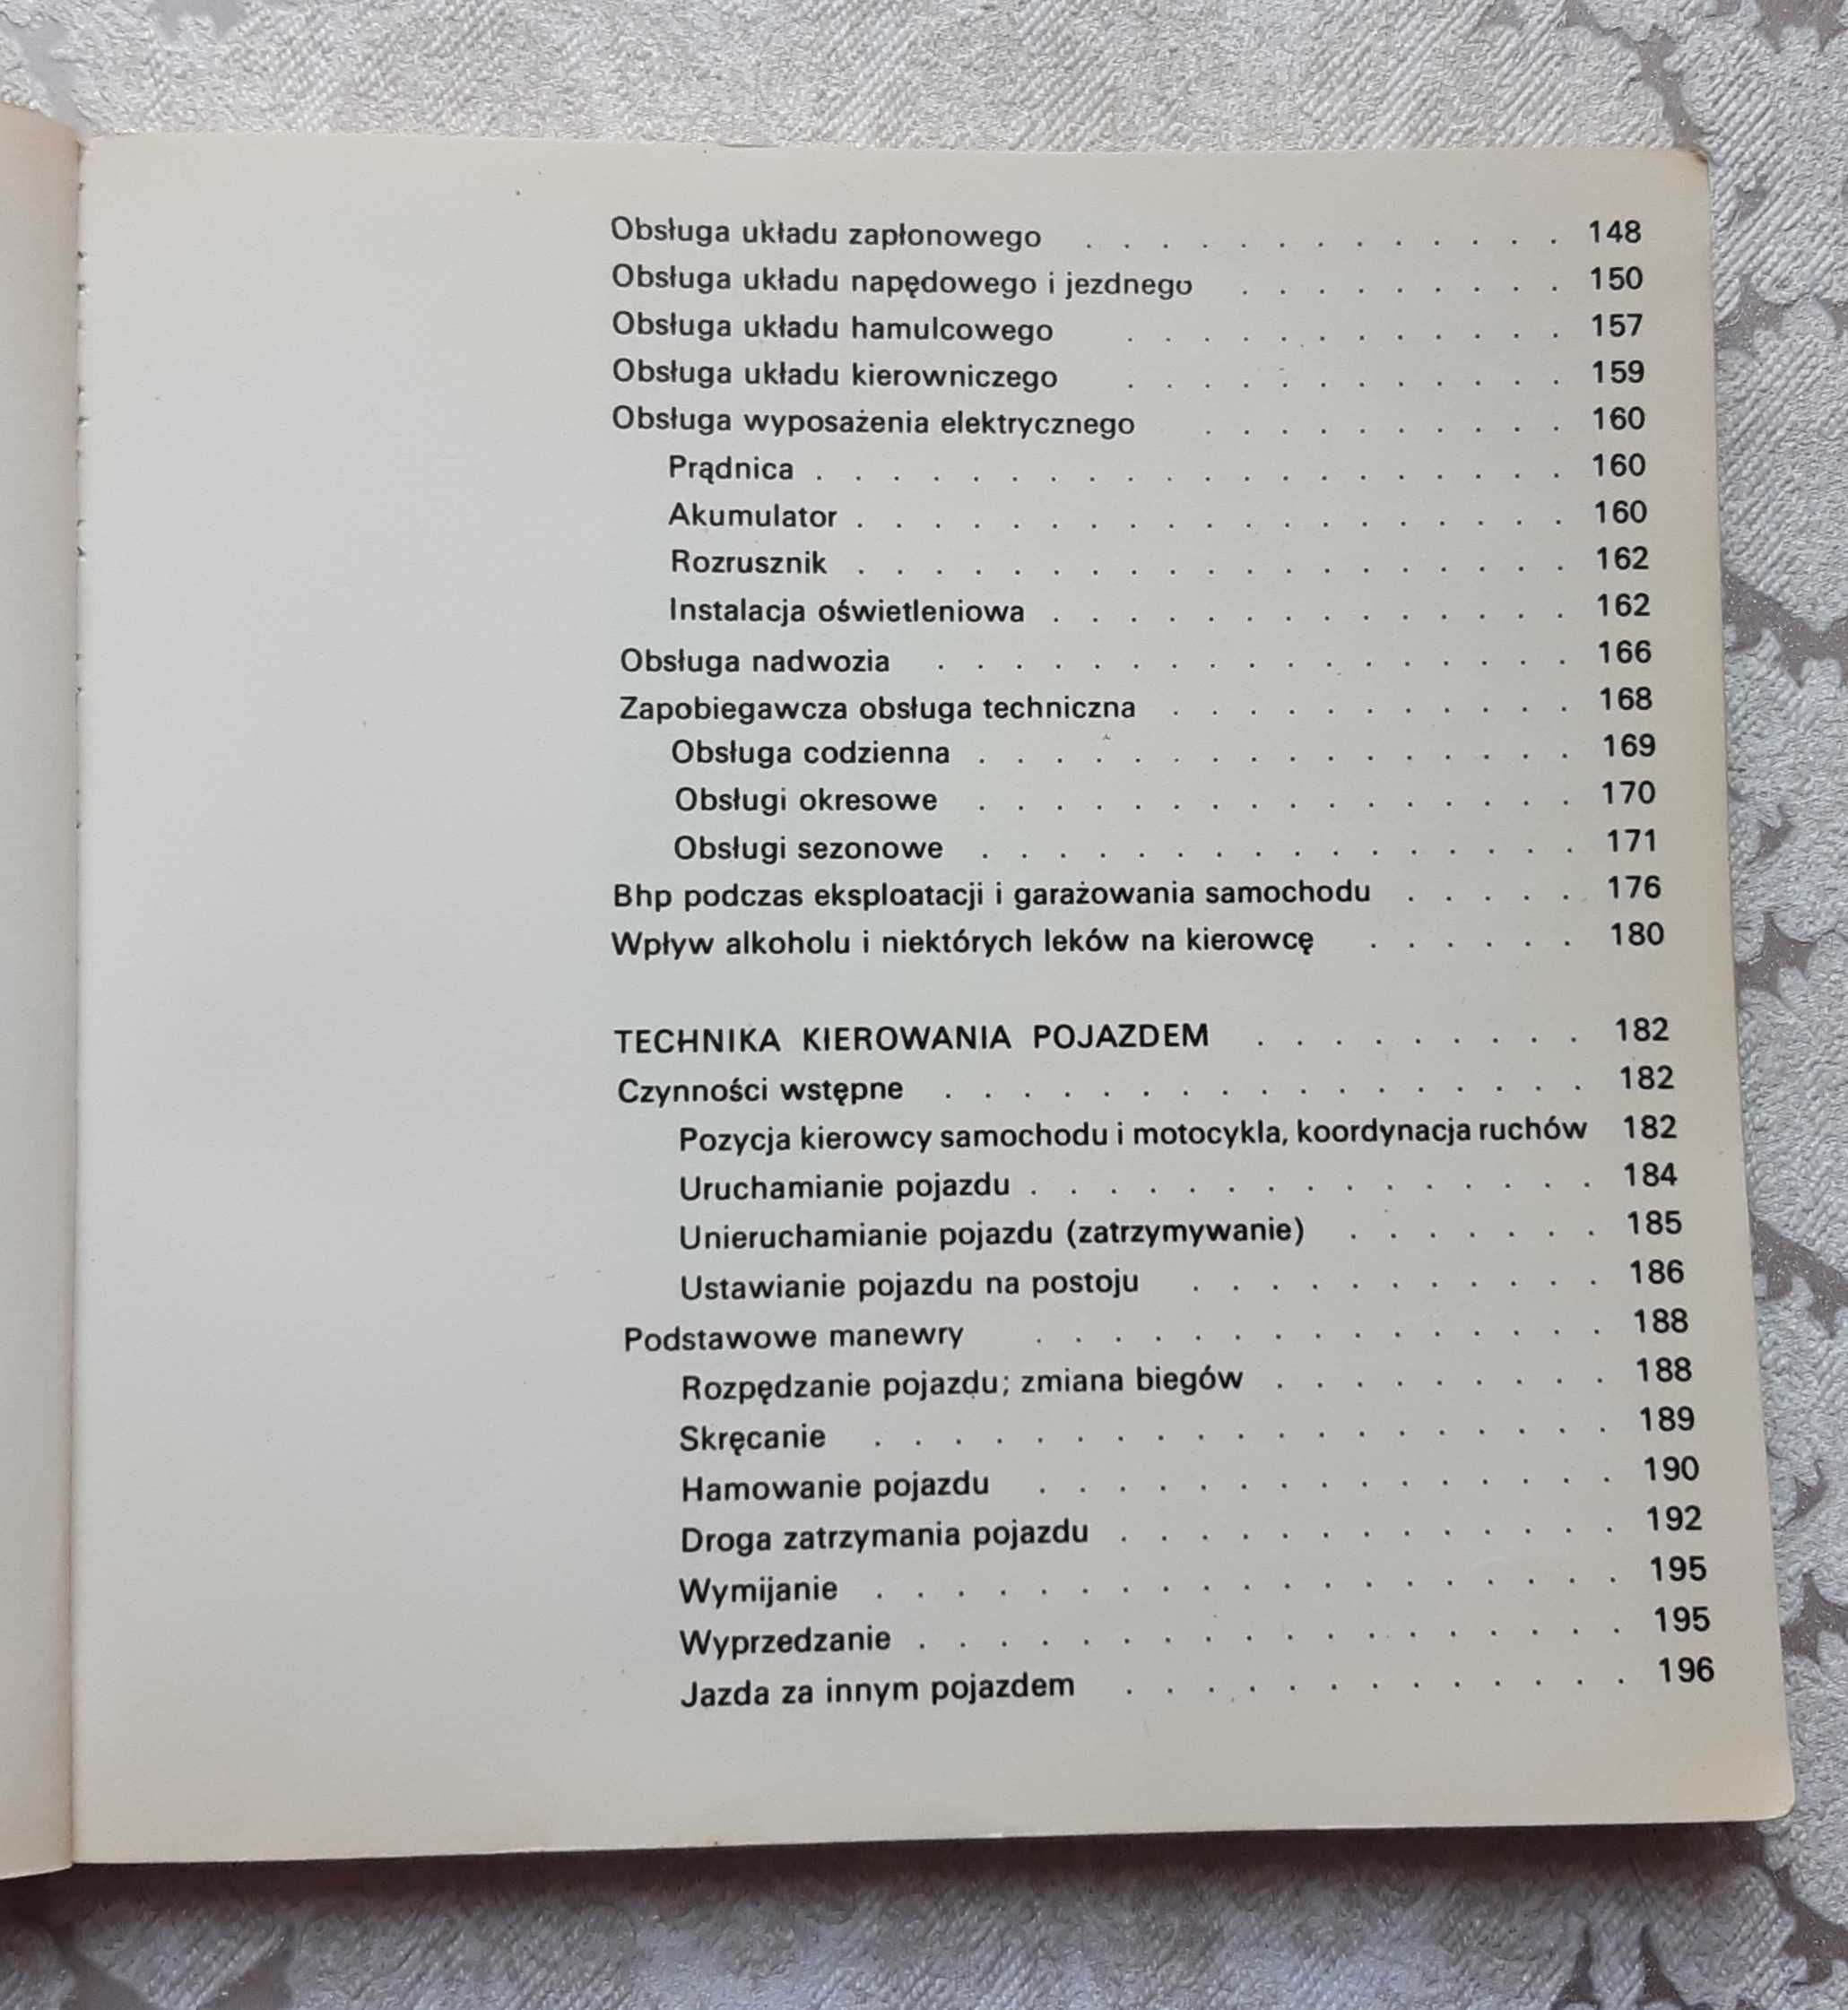 Obsługa układu zapłonowego . . . . . . . . . . . . . 148
Obsługa układu napędowego i jezdnego . . . . . . . . . 150
Obsługa układu hamulcowego . . . . . . . . . . . . 157
Obsługa układu kierowniczego . . . . . . . . . . . . 159
Obsługa wyposażenia elektrycznego . . . . . . . . . . 160
Prądnica . . . . . . . . . . . . . . . . . . . . 160
Akumulator . . . . . . . . . . . . . . . . . . . 160
Rozrusznik . . . . . . . . . . . . . . . . . . . 162
Instalacja oświetleniowa . . . . . . . . . . . . . . 162
Obsługa nadwozia . . . . . . . . . . . . . . . . . 166
Zapobiegawcza obsługa techniczna . . . . . . . . . . . 168
Obsługa codzienna . . . . . . . . . . . . . . . . 169
Obsługi okresowe . . . . . . . . . . . . . . . . 170
Obsługi sezonowe . . . . . . . . . . . . . . . . 171
Bhp podczas eksploatacji i garażowania samochodu . . . . . 176
Wpływ alkoholu i niektórych leków na kierowcę . . . . . . 180
TECHNIKA KIEROWANIA POJAZDEM . . . . . . . . . 182
Czynności wstępne . . . . . . . . . . . . . . . . . 182
Pozycja kierowcy samochodu i motocykla, koordynacja ruchów 182
Uruchamianie pojazdu . . . . . . . . . . . . . . . 184
Unieruchamianie pojazdu (zatrzymywanie) . . . . . . . 185
Ustawianie pojazdu na postoju . . . . . . . . . . . 186
Podstawowe manewry . . . . . . . . . . . . . . . 188
Rozpędzanie pojazdu; zmiana biegów . . . . . . . . . 188
Skręcanie . . . . . . . . . . . . . . . . . . . 189
Hamowanie pojazdu . . . . . . . . . . . . . . . 190
Droga zatrzymania pojazdu . . . . . . . . . . . . . 192
Wymijanie . . . . . . . . . . . . . . . . . . . 195
Wyprzedzanie . . . . . . . . . . . . . . . . . . 195
Jazda za innym pojazdem . . . . . . . . . . . . . 196